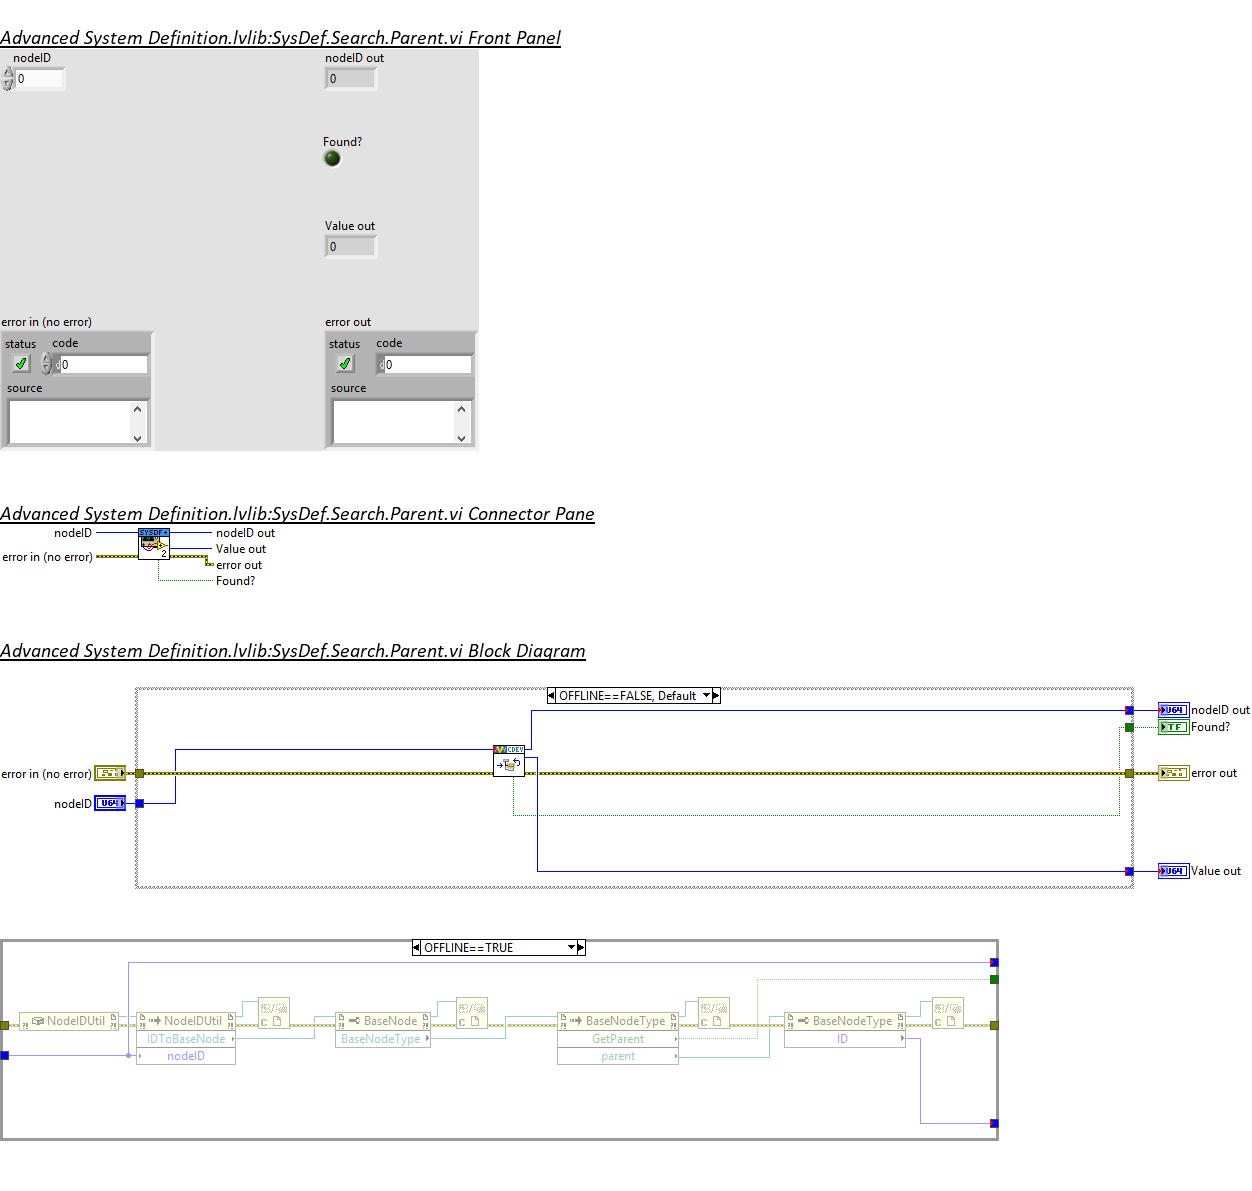 Advanced System Definition.lvlib:SysDef.Search.Parent.vi Front Panel
nodeID
nodeID out
0
0
Found?
Value out
0
error in (no error)
error out
status code
status code
0
0
source
source
Advanced System Definition.lvlib:SysDef.Search.Parent.vi Connector Pane
nodeID
SYSDF+
nodeID out
2
Value out
error in (no error)
error out
Found?
Advanced System Definition.lvlib:SysDef.Search.Parent.vi Block Diagram
OFFLINE==FALSE, Default
U64 nodeID out
TF Found?
CDEV
error in (no error)
error out
nodeID U64
U64 Value out
OFFLINE==TRUE
NodeIDUtil
NodeIDUtil
BaseNode
BaseNodeType
BaseNodeType
IDToBaseNode
BaseNodeType
GetParent
ID
nodeID
parent